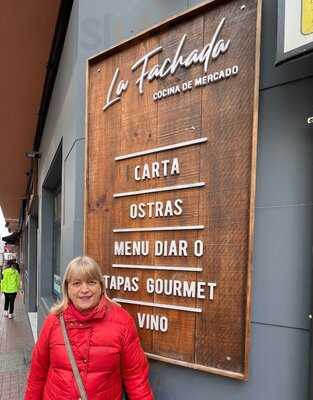 La Fachada
COCINA DE MERCADO
CARTA
OSTRAS
MENU DIAR O
TAPAS GOURMET
VINO